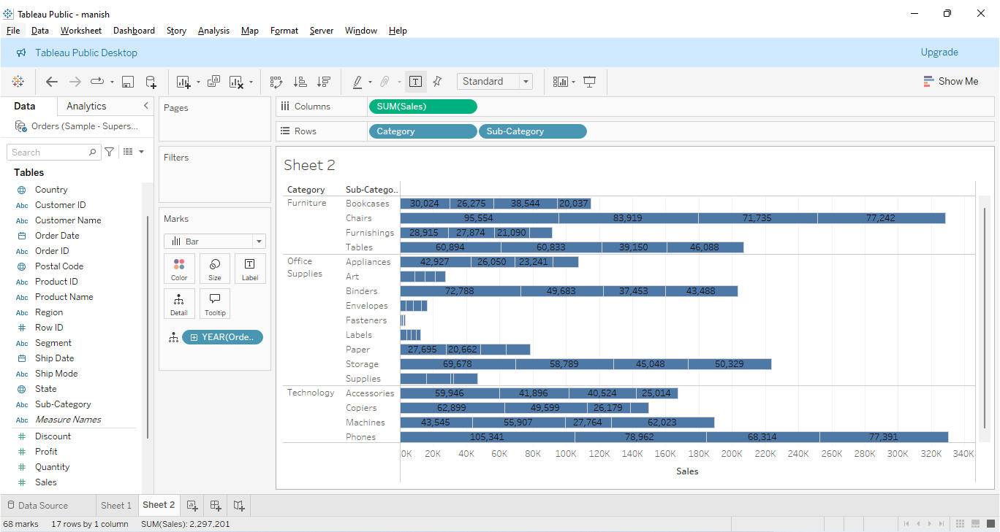 Tableau Public - manish
File Data Worksheet Dashboard Story Analysis Map Format Server Window Help
Tableau Public Desktop Upgrade
Standard Show Me
Data Analytics
Orders (Sample - Supers...
Search
Tables
Country
Abc Customer ID
Abc Customer Name
Order Date
Abc Order ID
Postal Code
Abc Product ID
Abc Product Name
Abc Region
Row ID
Abc Segment
Ship Date
Abc Ship Mode
State
Abc Sub-Category
Abc Measure Names
Discount
Profit
Quantity
Sales
Pages
Filters
Marks
Bar
Color Size Label
Detail Tooltip
YEAR(Orde..
Columns SUM(Sales)
Rows Category Sub-Category
Sheet 2
Category Sub-Catego..
Furniture Bookcases 30,024 26,275 38,544 20,037
Chairs 95,554 83,919 71,735 77,242
Furnishings 28,915 27,874 21,090
Tables 60,894 60,833 39,150 46,088
Office Appliances 42,927 26,050 23,241
Supplies Art
Binders 72,788 49,683 37,453 43,488
Envelopes
Fasteners
Labels
Paper 27,695 20,662
Storage 69,678 58,789 45,048 50,329
Supplies
Technology Accessories 59,946 41,896 40,524 25,014
Copiers 62,899 49,599 26,179
Machines 43,545 55,907 27,764 62,023
Phones 105,341 78,962 68,314 77,391
0K 20K 40K 60K 80K 100K 120K 140K 160K 180K 200K 220K 240K 260K 280K 300K 320K 340K
Sales
Data Source Sheet 1 Sheet 2
68 marks 17 rows by 1 column SUM(Sales): 2,297,201